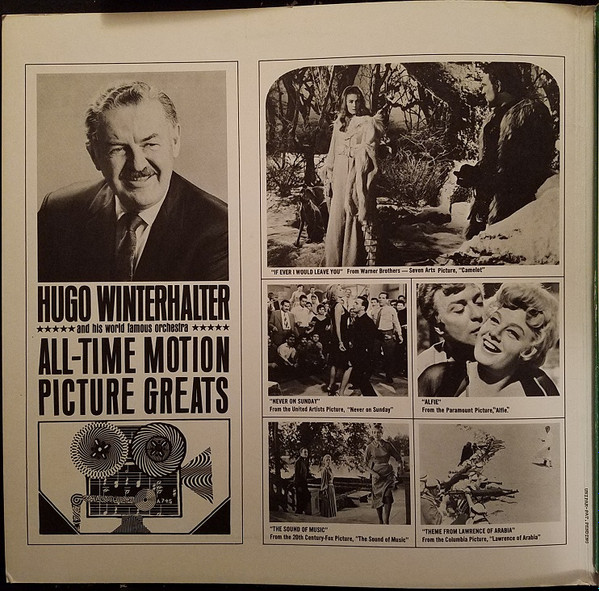 HUGO WINTERHALTER
★★★★★and his world famous orchestra ★★★★★
ALL-TIME MOTION
PICTURE GREATS
"IF EVER I WOULD LEAVE YOU" From Warner Brothers — Seven Arts Picture, "Camelot"
"NEVER ON SUNDAY"
From the United Artists Picture, "Never on Sunday"
"ALFIE"
From the Paramount Picture, "Alfie."
"THE SOUND OF MUSIC"
From the 20th Century-Fox Picture, "The Sound of Music"
"THEME FROM LAWRENCE OF ARABIA"
From the Columbia Picture, "Lawrence of Arabia"